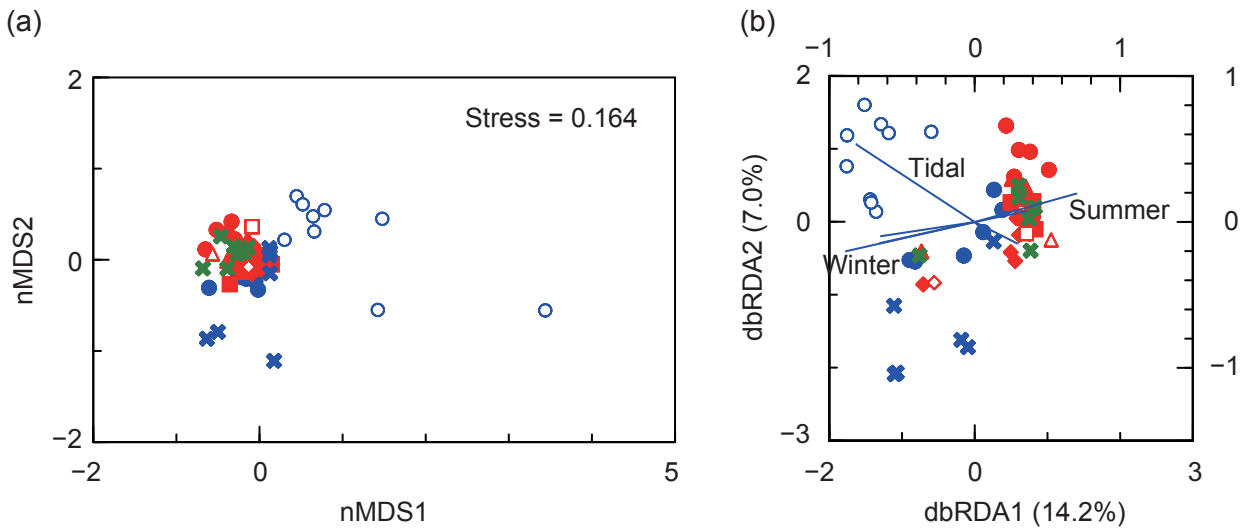 (a)
(b)
2
0
−2
nMDS2
Stress = 0.164
−2
0
5
nMDS1
−1
0
1
2
0
−3
dbRDA2 (7.0%)
Tidal
Summer
Winter
1
0
−1
−2
0
3
dbRDA1 (14.2%)